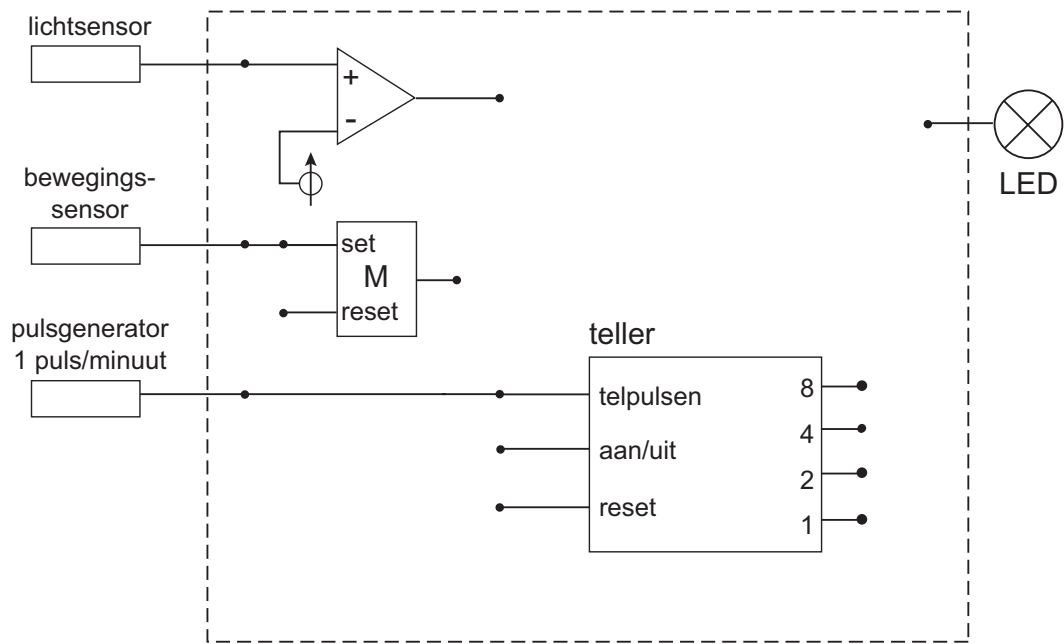 lichtsensor
+
-
bewegings-
sensor
set
M
reset
LED
pulsgenerator
1 puls/minuut
teller
telpulsen
aan/uit
reset
8
4
2
1